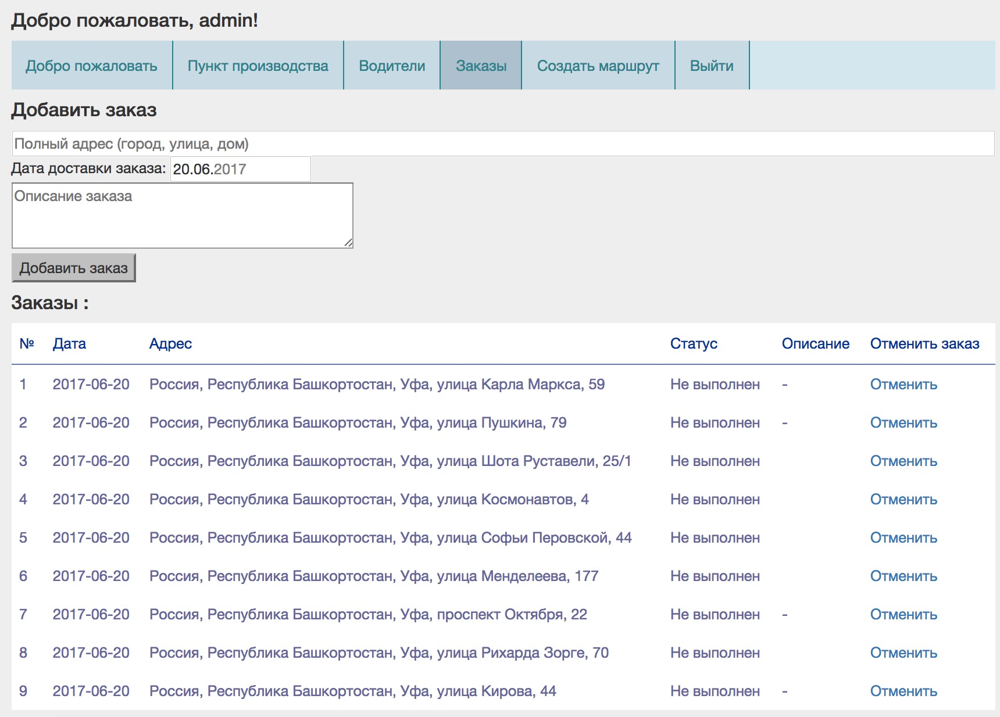 Добро пожаловать, admin!
Добро пожаловать Пункт производства Водители Заказы Создать маршрут Выйти
Добавить заказ
Полный адрес (город, улица, дом)
Дата доставки заказа: 20.06.2017
Описание заказа
Добавить заказ
Заказы :
№ Дата Адрес Статус Описание Отменить заказ
1 2017-06-20 Россия, Республика Башкортостан, Уфа, улица Карла Маркса, 59 Не выполнен - Отменить
2 2017-06-20 Россия, Республика Башкортостан, Уфа, улица Пушкина, 79 Не выполнен - Отменить
3 2017-06-20 Россия, Республика Башкортостан, Уфа, улица Шота Руставели, 25/1 Не выполнен Отменить
4 2017-06-20 Россия, Республика Башкортостан, Уфа, улица Космонавтов, 4 Не выполнен Отменить
5 2017-06-20 Россия, Республика Башкортостан, Уфа, улица Софьи Перовской, 44 Не выполнен Отменить
6 2017-06-20 Россия, Республика Башкортостан, Уфа, улица Менделеева, 177 Не выполнен Отменить
7 2017-06-20 Россия, Республика Башкортостан, Уфа, проспект Октября, 22 Не выполнен - Отменить
8 2017-06-20 Россия, Республика Башкортостан, Уфа, улица Рихарда Зорге, 70 Не выполнен Отменить
9 2017-06-20 Россия, Республика Башкортостан, Уфа, улица Кирова, 44 Не выполнен - Отменить